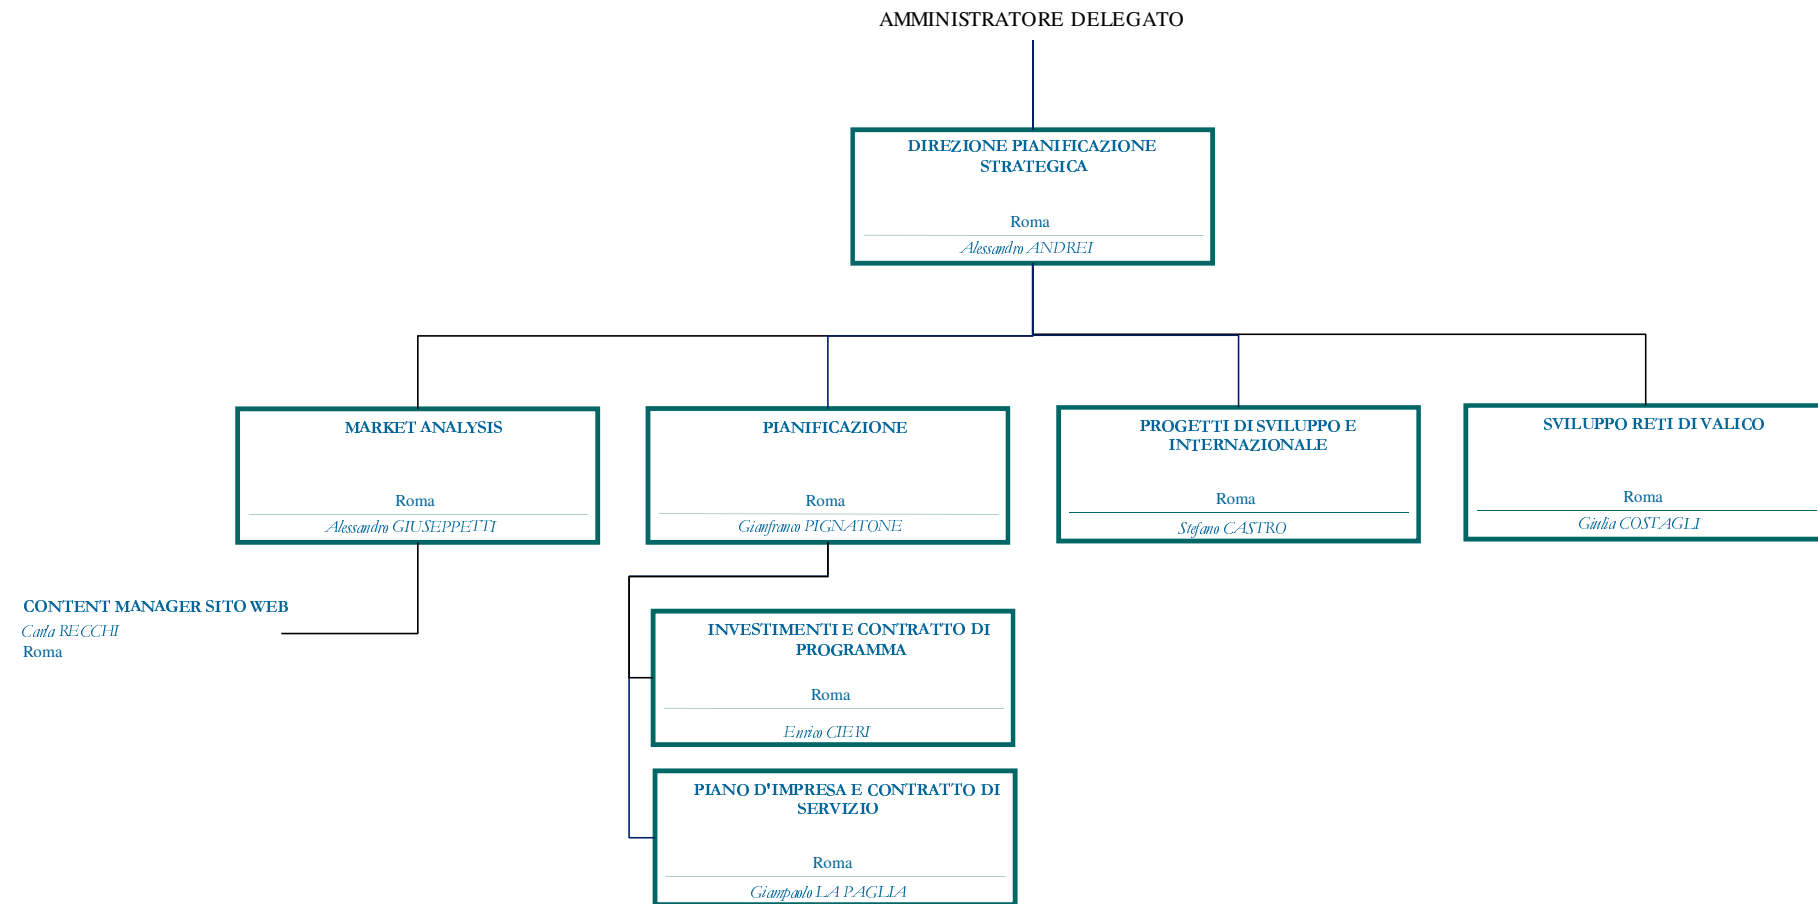 AMMINISTRATORE DELEGATO
DIREZIONE PIANIFICAZIONE
STRATEGICA
Roma
Alessandro ANDREI
MARKET ANALYSIS
Roma
Alessandro GIUSEPPETTI
PIANIFICAZIONE
Roma
Gianfranco PIGNATONE
PROGETTI DI SVILUPPO E
INTERNAZIONALE
Roma
Stefano CASTRO
SVILUPPO RETI DI VALICO
Roma
Giulia COSTAGLI
CONTENT MANAGER SITO WEB
Carla RECCHI
Roma
INVESTIMENTI E CONTRATTO DI
PROGRAMMA
Roma
Enrico CIERI
PIANO D'IMPRESA E CONTRATTO DI
SERVIZIO
Roma
Giampaolo LA PAGLIA